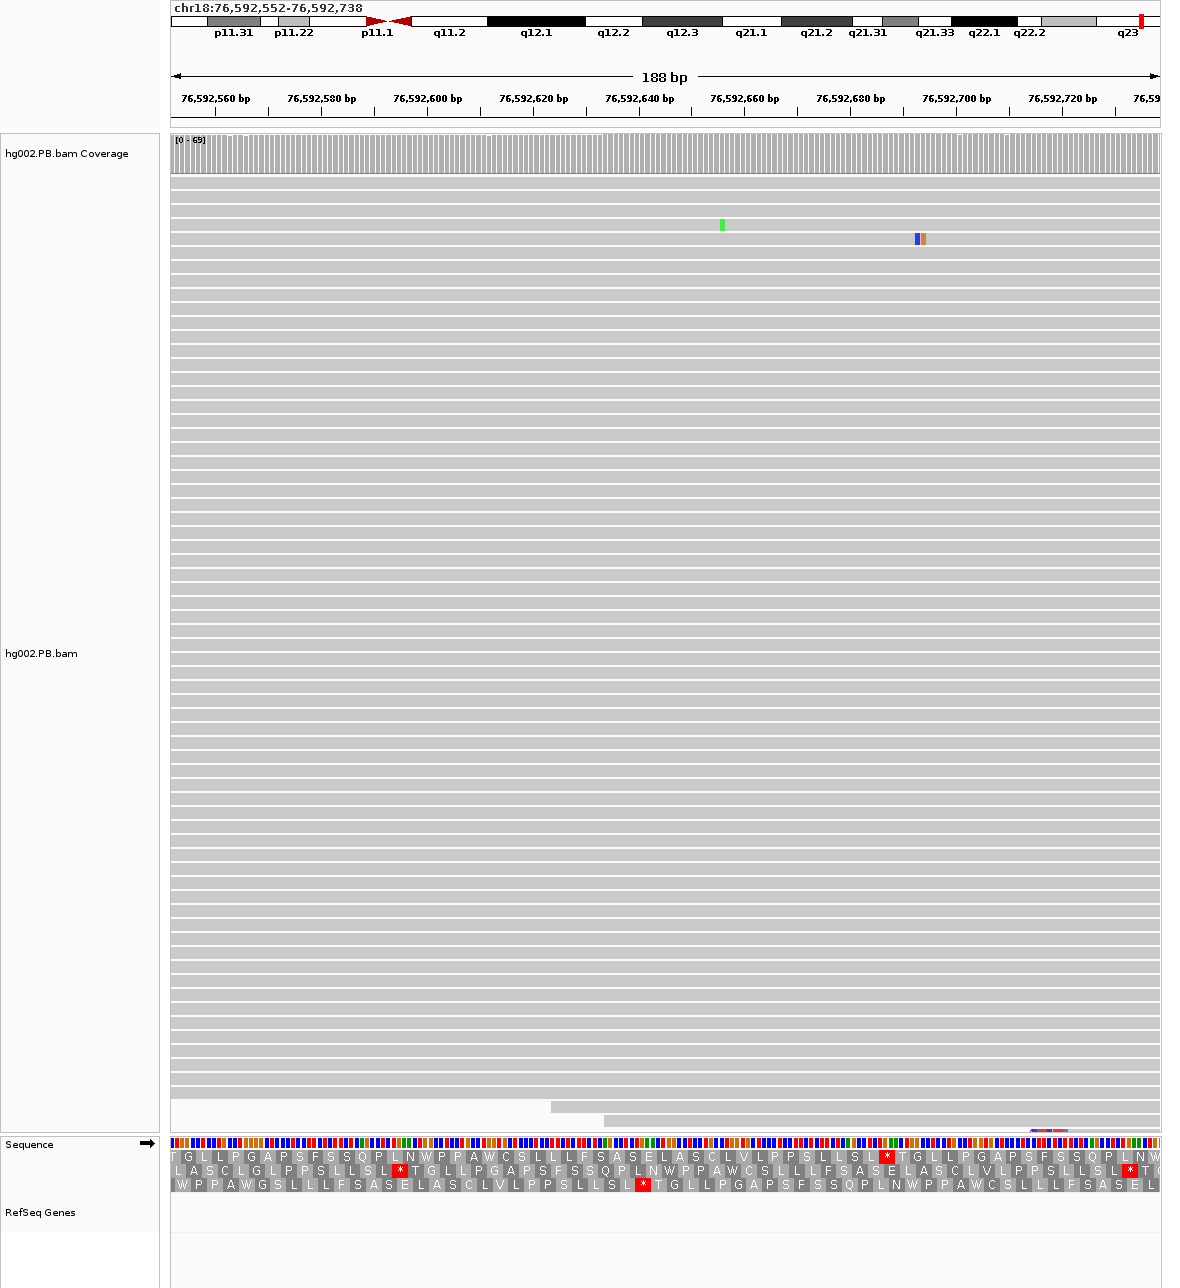 chr18:76,592,552-76,592,738
p11.31 p11.22 p11.1 q11.2 q12.1 q12.2 q12.3 q21.1 q21.2 q21.31 q21.33 q22.1 q22.2 q23
188 bp
76,592,560 bp 76,592,580 bp 76,592,600 bp 76,592,620 bp 76,592,640 bp 76,592,660 bp 76,592,680 bp 76,592,700 bp 76,592,720 bp 76,59
[0 - 69]
hg002.PB.bam Coverage
hg002.PB.bam
Sequence
T G L L P G A P S F S S Q P L N W P P A W C S L L L F S A S E L A S C L V L P P S L L S L * T G L L P G A P S F S S Q P L N W
L A S C L G L P P S L L S L * T G L L P G A P S F S S Q P L N W P P A W C S L L L F S A S E L A S C L V L P P S L L S L * T
W P P A W G S L L L F S A S E L A S C L V L P P S L L S L * T G L L P G A P S F S S Q P L N W P P A W C S L L L F S A S E L
RefSeq Genes